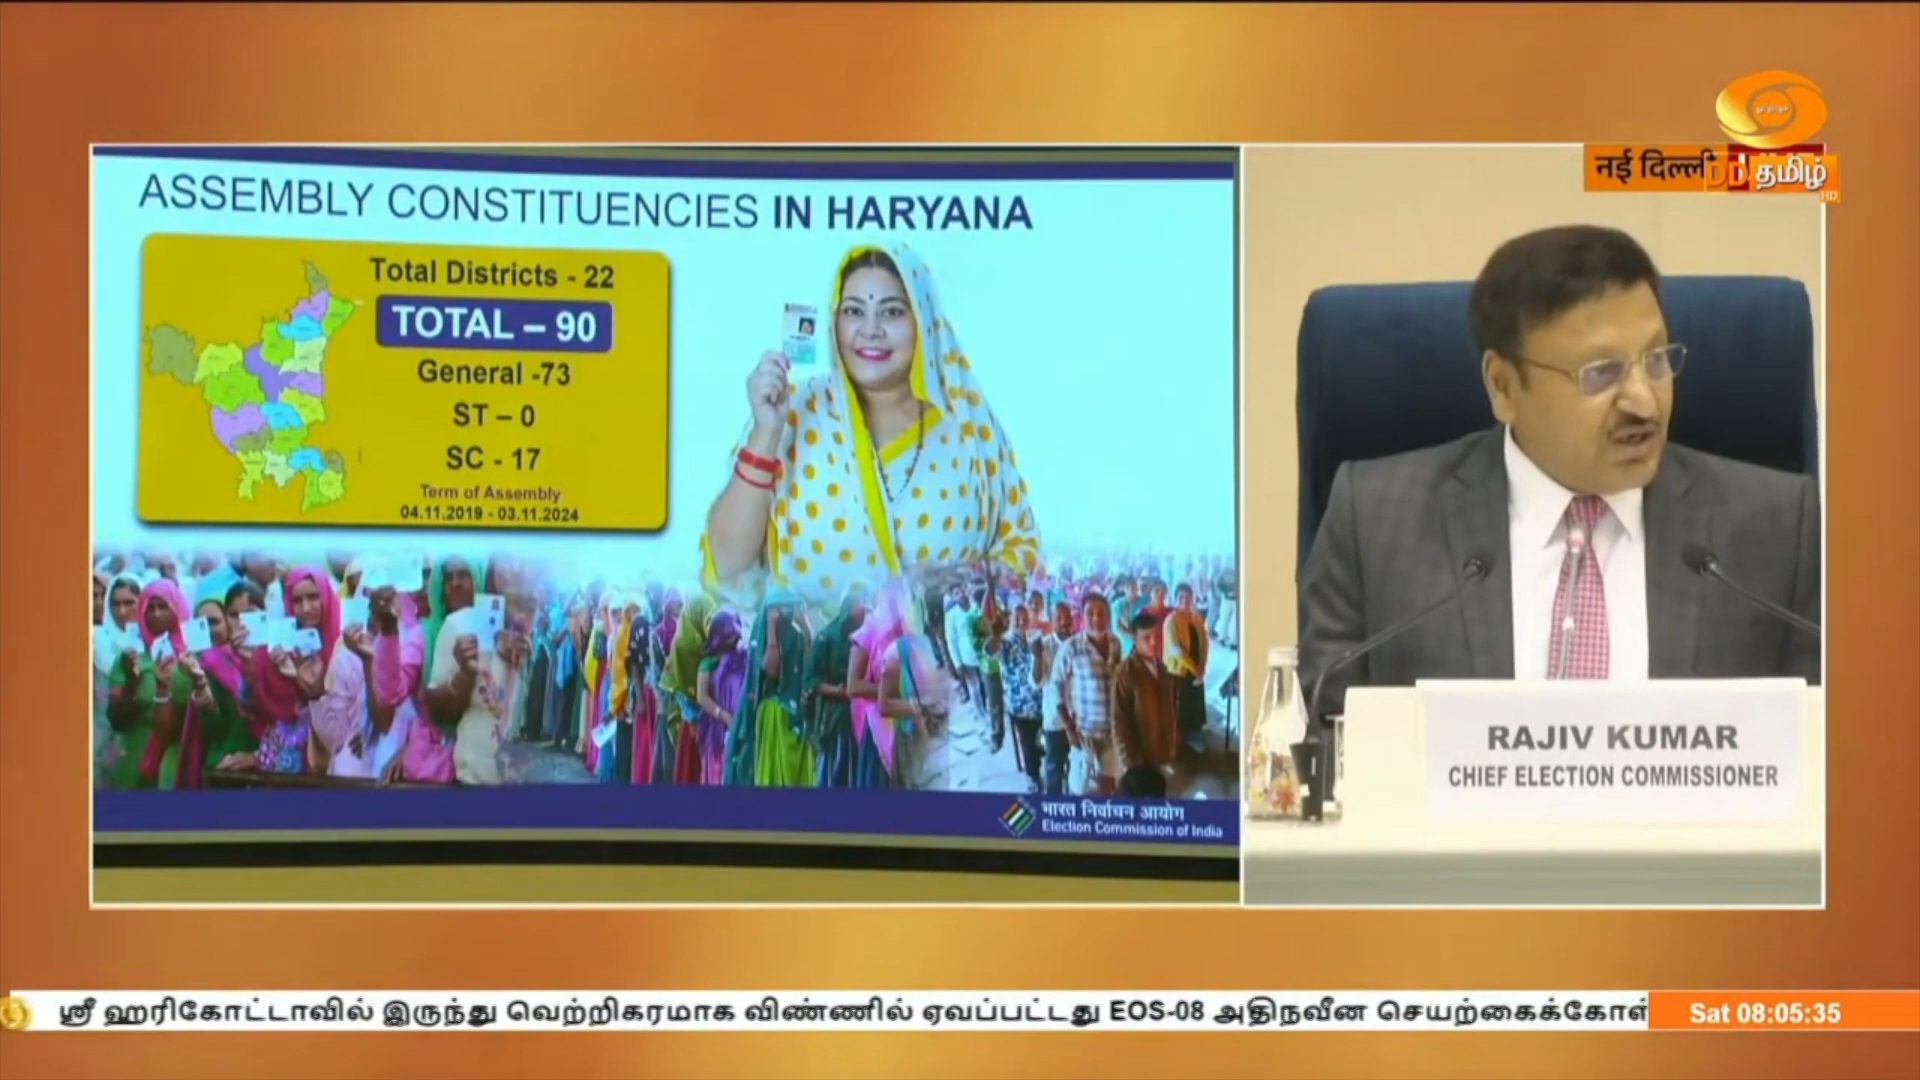 ASSEMBLY CONSTITUENCIES IN HARYANA
Total Districts - 22
TOTAL – 90
General -73
ST – 0
SC - 17
Term of Assembly
04.11.2019 - 03.11.2024
भारत निर्वाचन आयोग
Election Commission of India
नई दिल्ली
DD தமிழ்
HD
RAJIV KUMAR
CHIEF ELECTION COMMISSIONER
ஸ்ரீ ஹரிகோட்டாவில் இருந்து வெற்றிகரமாக விண்ணில் ஏவப்பட்டது EOS-08 அதிநவீன செயற்கைக்கோள்
Sat 08:05:35